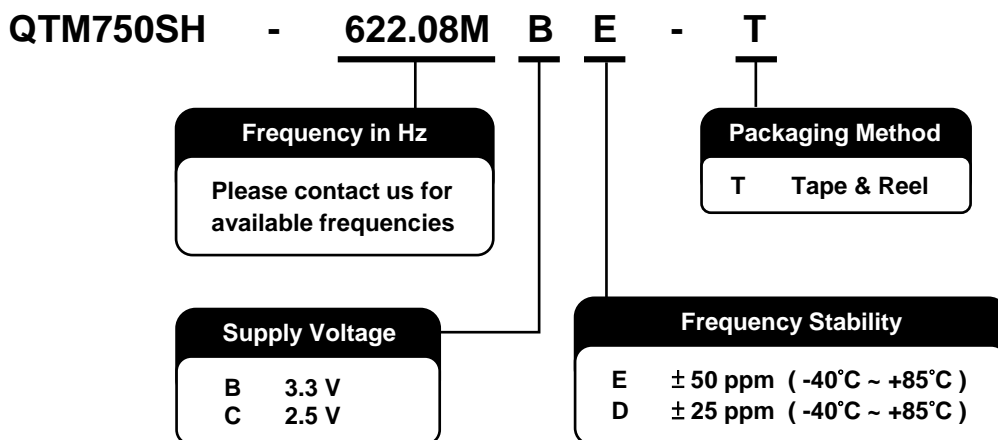 QTM750SH - 622.08M B E - T
Frequency in Hz
Please contact us for
available frequencies
Packaging Method
T Tape & Reel
Supply Voltage
B 3.3 V
C 2.5 V
Frequency Stability
E ± 50 ppm ( -40°C ~ +85°C )
D ± 25 ppm ( -40°C ~ +85°C )